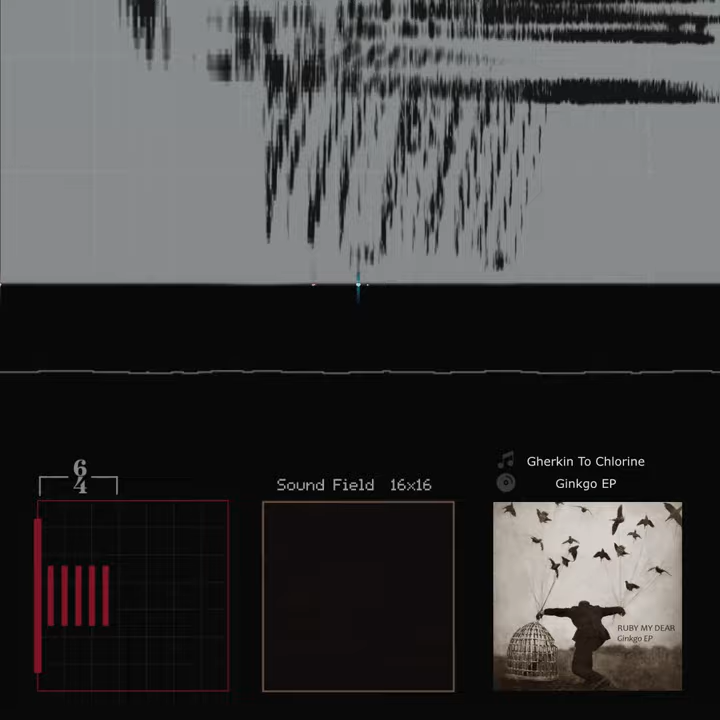 Gherkin To Chlorine
Ginkgo EP
6
4
Sound Field 16x16
RUBY MY DEAR
Ginkgo EP